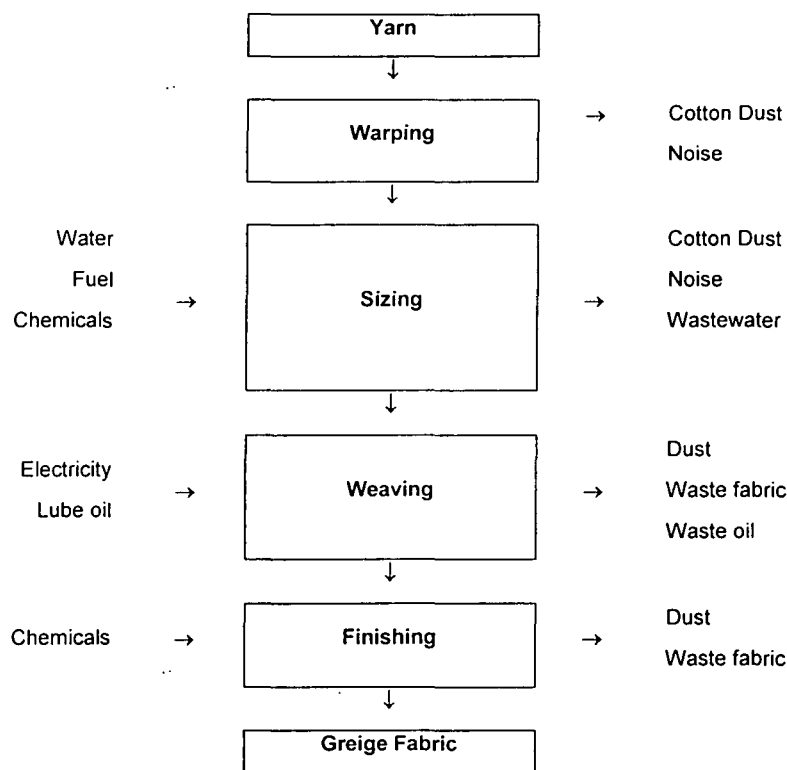 Yarn
↓
Warping
→
Cotton Dust
Noise
↓
Water
Fuel
Chemicals
→
Sizing
→
Cotton Dust
Noise
Wastewater
↓
Electricity
Lube oil
→
Weaving
→
Dust
Waste fabric
Waste oil
↓
Chemicals
→
Finishing
→
Dust
Waste fabric
↓
Greige Fabric